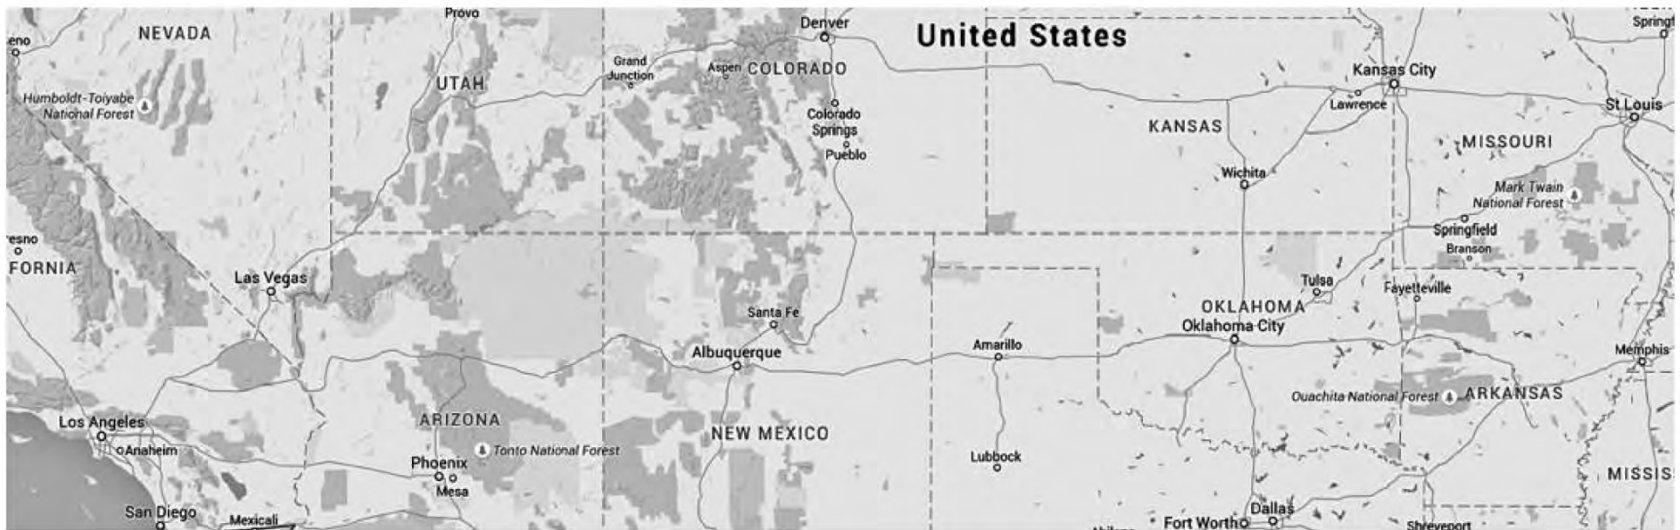 Provo
Denver
United States
Springf
NEVADA
eno
Grand
Junction
Aspen
COLORADO
UTAH
Kansas City
Humboldt-Toiyabe
National Forest
Lawrence
St Louis
Colorado
Springs
Pueblo
KANSAS
MISSOURI
Wichita
Mark Twain
National Forest
resno
Springfield
Branson
FORNIA
Las Vegas
Tulsa
Fayetteville
Santa Fe
OKLAHOMA
Oklahoma City
Albuquerque
Amarillo
Memphis
Ouachita National Forest
ARKANSAS
Los Angeles
Anaheim
ARIZONA
NEW MEXICO
Tonto National Forest
Lubbock
Phoenix
Mesa
MISSIS
San Diego
Mexicali
Fort Worth
Dallas
Shreveport